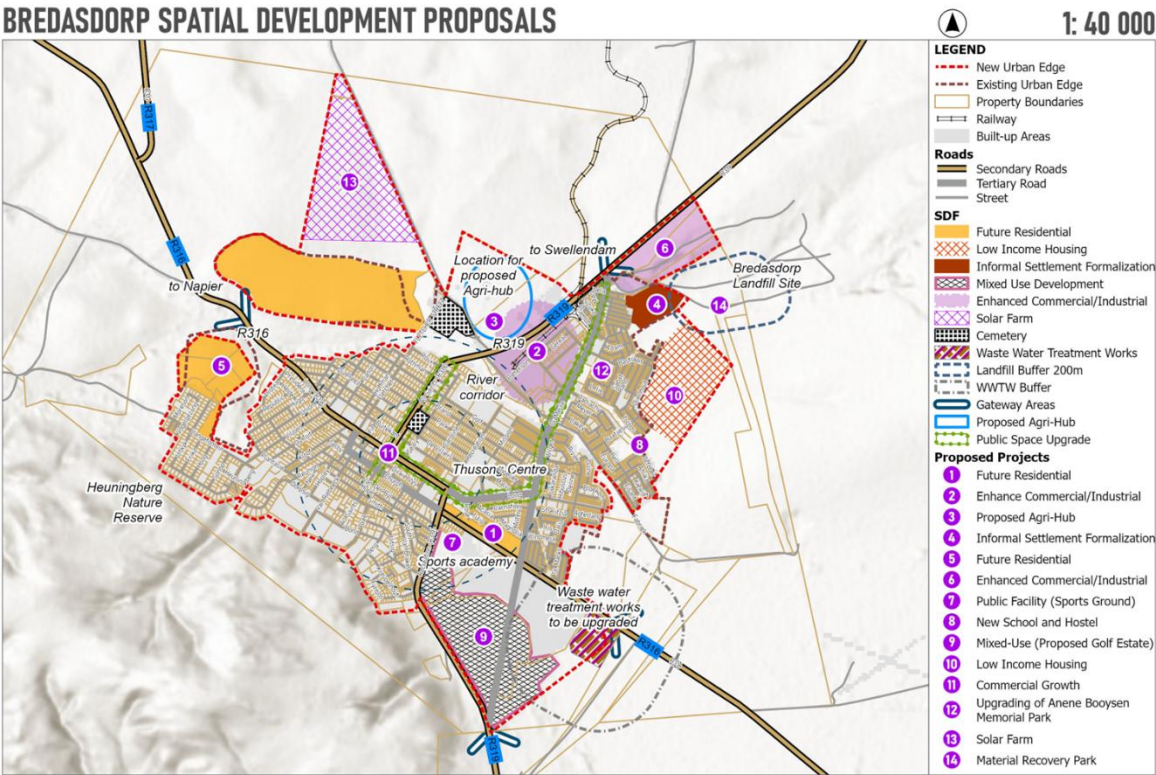 BREDASDORP SPATIAL DEVELOPMENT PROPOSALS
1: 40 000
R317
13
R316
to Napier
R316
5
Location for
proposed
Agri-hub
3
to Swellendam
6
Bredasdorp
Landfill Site
R319
R319
2
4
14
12
10
River
corridor
8
11
Thusong Centre
Heuningberg
Nature
Reserve
7
1
Sports academy
Waste water
treatment works
to be upgraded
9
R316
R319
LEGEND
New Urban Edge
Existing Urban Edge
Property Boundaries
Railway
Built-up Areas
Roads
Secondary Roads
Tertiary Road
Street
SDF
Future Residential
Low Income Housing
Informal Settlement Formalization
Mixed Use Development
Enhanced Commercial/Industrial
Solar Farm
Cemetery
Waste Water Treatment Works
Landfill Buffer 200m
WWTW Buffer
Gateway Areas
Proposed Agri-Hub
Public Space Upgrade
Proposed Projects
1 Future Residential
2 Enhance Commercial/Industrial
3 Proposed Agri-Hub
4 Informal Settlement Formalization
5 Future Residential
6 Enhanced Commercial/Industrial
7 Public Facility (Sports Ground)
8 New School and Hostel
9 Mixed-Use (Proposed Golf Estate)
10 Low Income Housing
11 Commercial Growth
12 Upgrading of Anene Booysen
Memorial Park
13 Solar Farm
14 Material Recovery Park